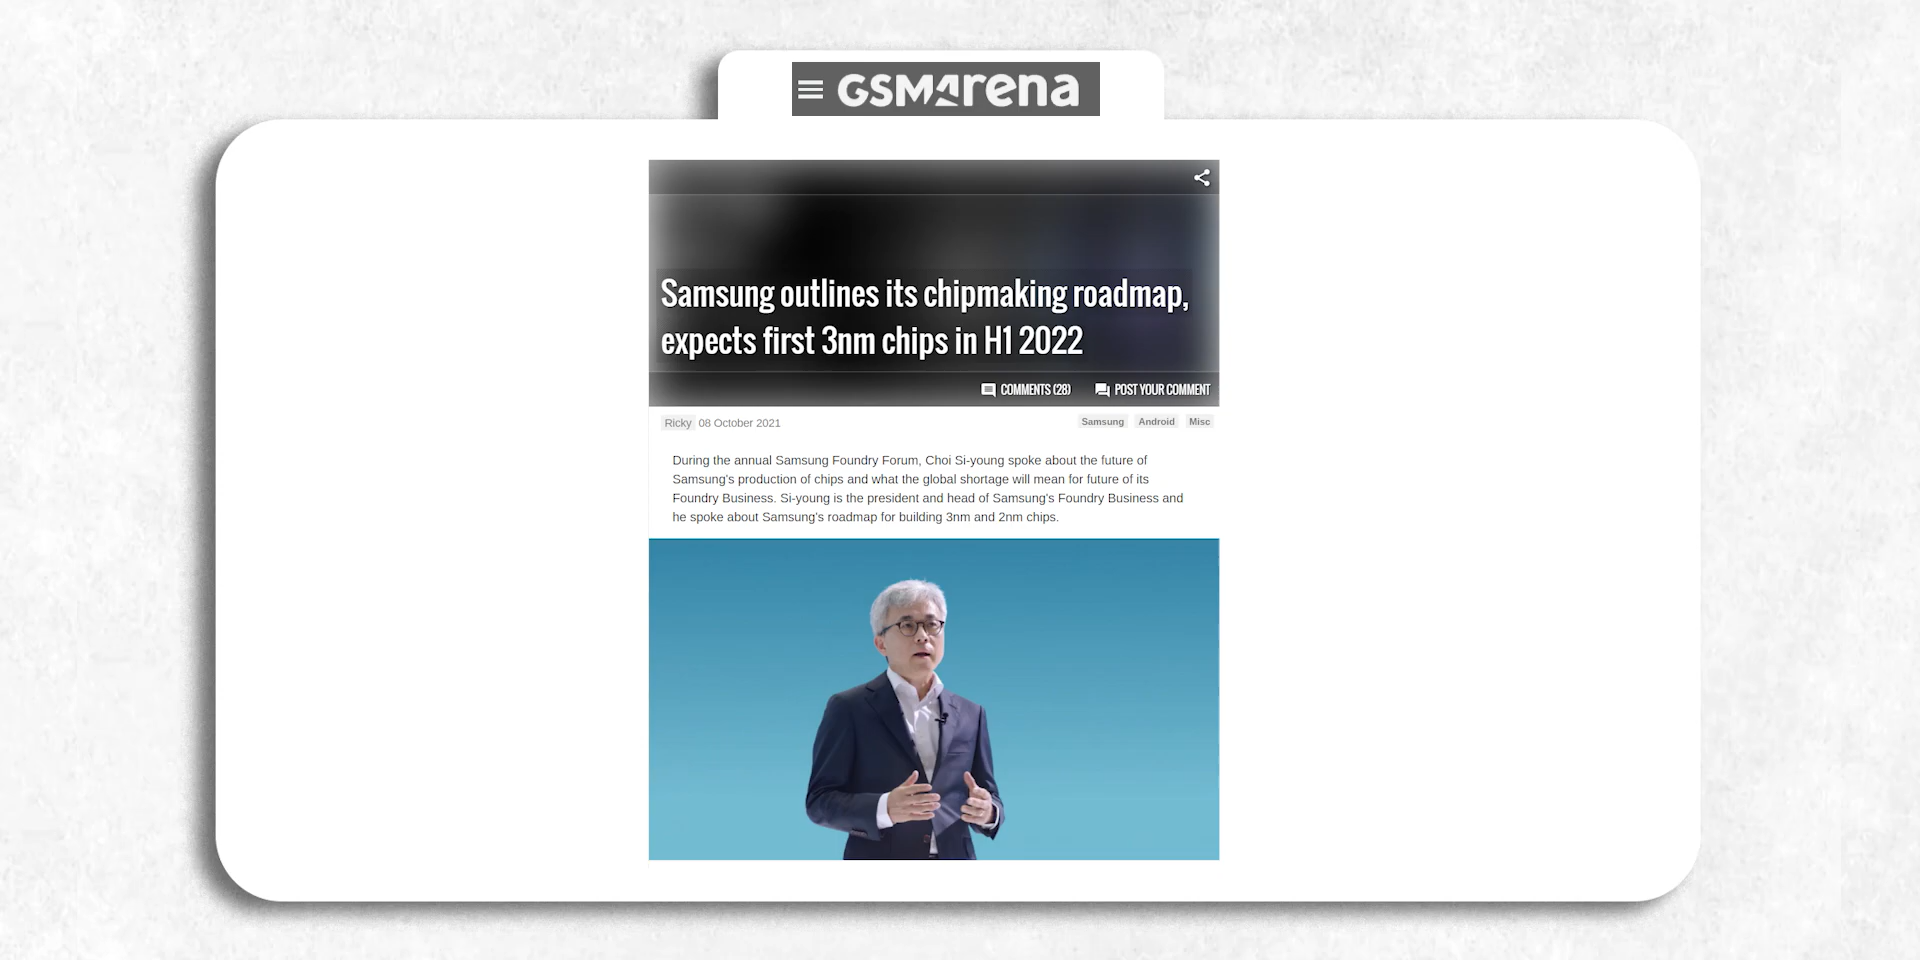 GSMArena
Samsung outlines its chipmaking roadmap,
expects first 3nm chips in H1 2022
COMMENTS (28) POST YOUR COMMENT
Ricky 08 October 2021 Samsung Android Misc
During the annual Samsung Foundry Forum, Choi Si-young spoke about the future of
Samsung's production of chips and what the global shortage will mean for future of its
Foundry Business. Si-young is the president and head of Samsung's Foundry Business and
he spoke about Samsung's roadmap for building 3nm and 2nm chips.